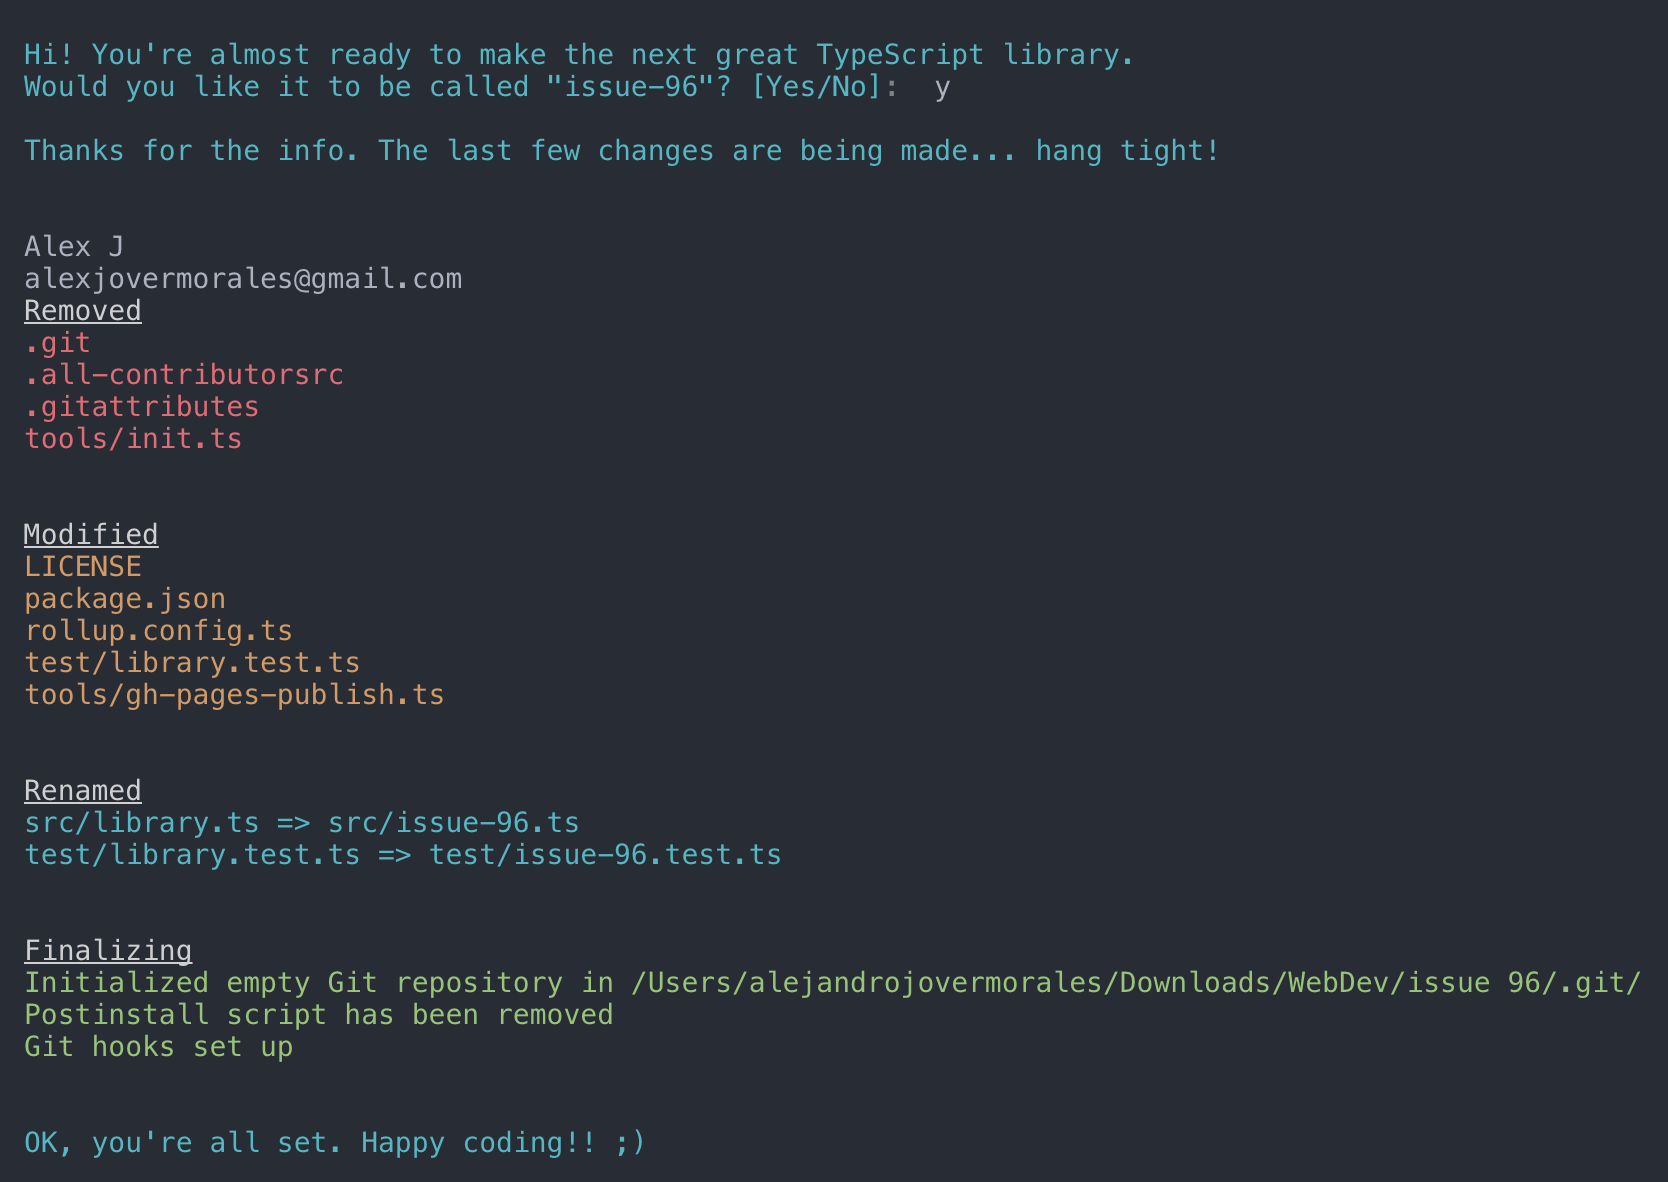 Hi! You're almost ready to make the next great TypeScript library.
Would you like it to be called "issue-96"? [Yes/No]:  y
Thanks for the info. The last few changes are being made... hang tight!
Alex J
alexjovermorales@gmail.com
Removed
.git
.all-contributorsrc
.gitattributes
tools/init.ts
Modified
LICENSE
package.json
rollup.config.ts
test/library.test.ts
tools/gh-pages-publish.ts
Renamed
src/library.ts => src/issue-96.ts
test/library.test.ts => test/issue-96.test.ts
Finalizing
Initialized empty Git repository in /Users/alejandrojovermorales/Downloads/WebDev/issue 96/.git/
Postinstall script has been removed
Git hooks set up
OK, you're all set. Happy coding!! ;)